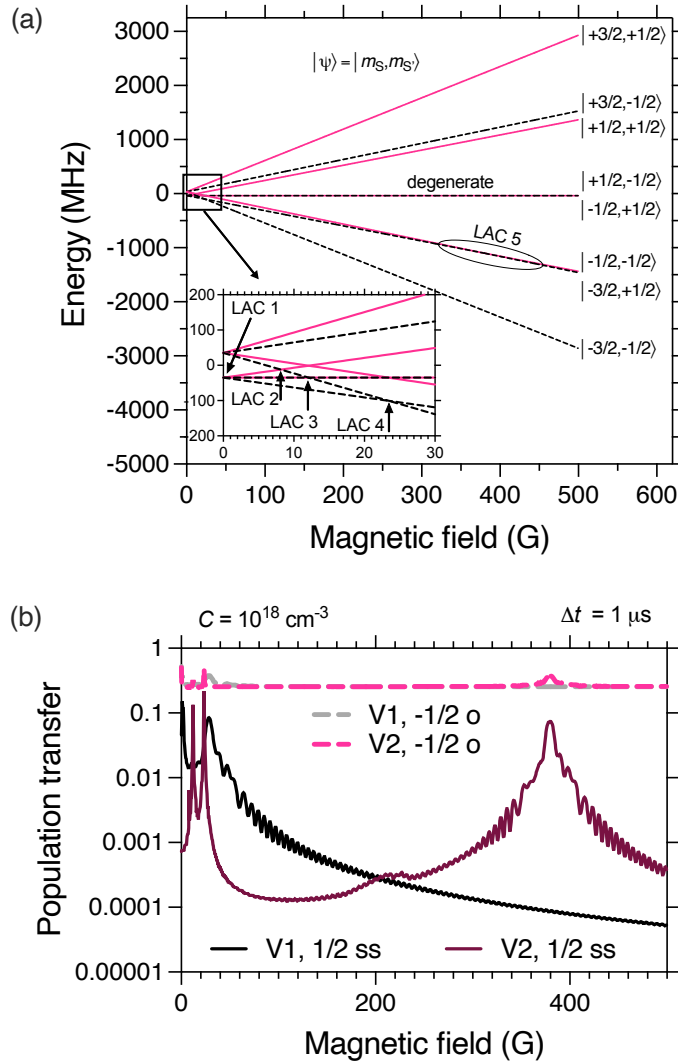 (a)
3000
2000
1000
0
-1000
-2000
-3000
-4000
-5000
Energy (MHz)
|ψ⟩ = | mS,mS'⟩
degenerate
LAC 5
|+3/2,+1/2⟩
|+3/2,-1/2⟩
|+1/2,+1/2⟩
|+1/2,-1/2⟩
|-1/2,+1/2⟩
|-1/2,-1/2⟩
|-3/2,+1/2⟩
|-3/2,-1/2⟩
200
100
0
-100
200
LAC 1
LAC 2
LAC 3
LAC 4
0 10 20 30
0 100 200 300 400 500 600
Magnetic field (G)
(b)
C = 10^18 cm^-3
Δt = 1 μs
1
0.1
0.01
0.001
0.0001
0.00001
Population transfer
V1, -1/2 o
V2, -1/2 o
V1, 1/2 ss
V2, 1/2 ss
0 200 400
Magnetic field (G)